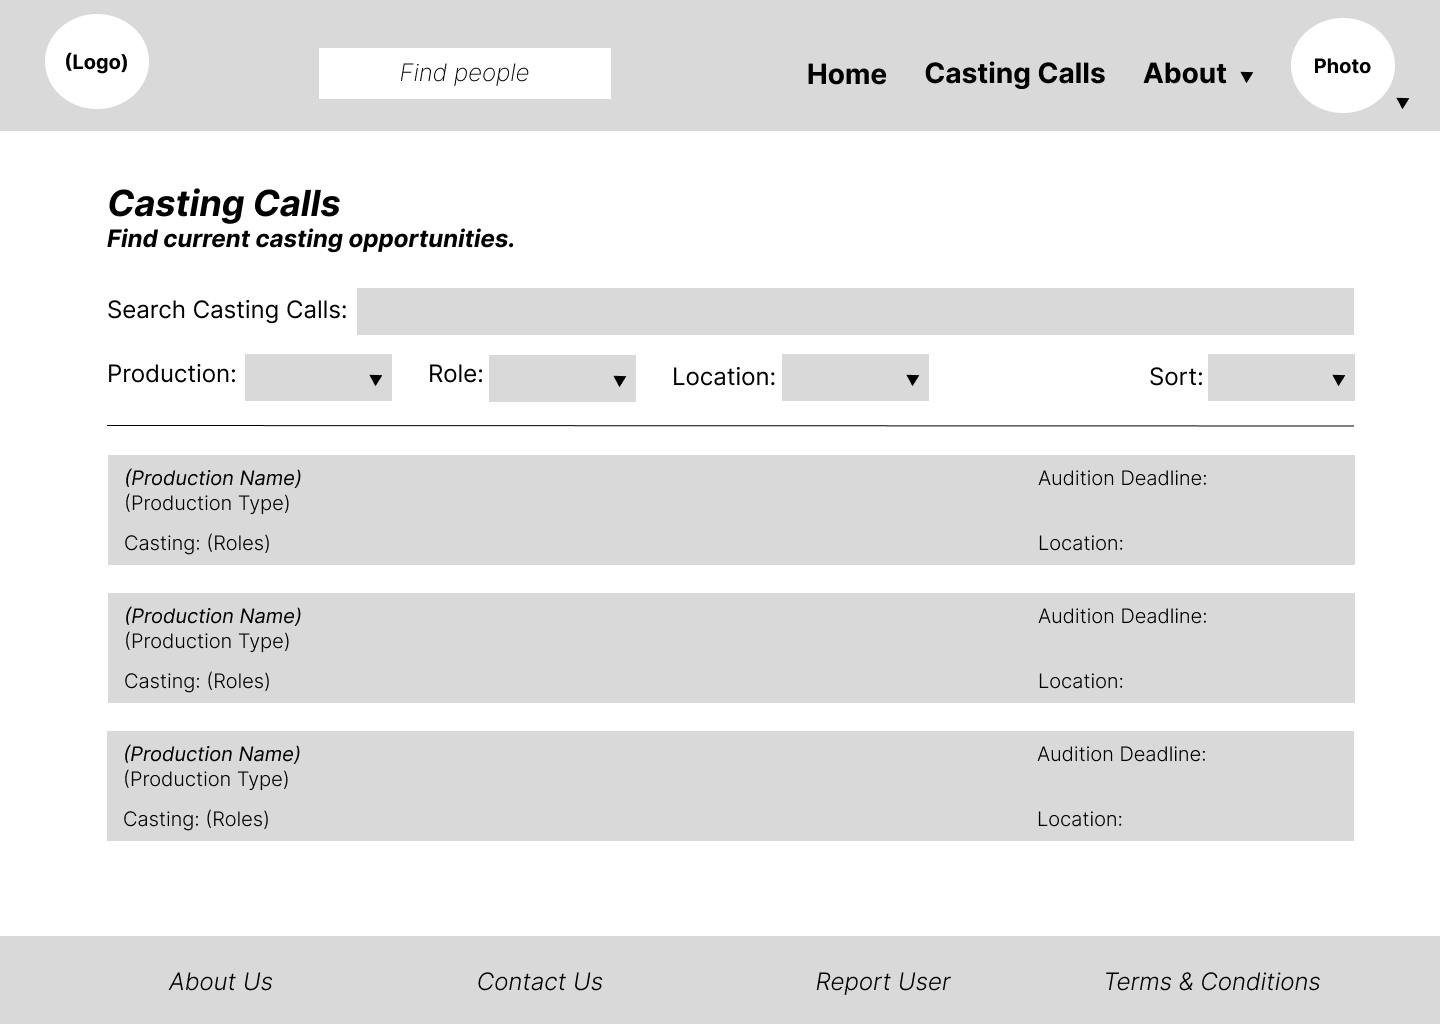 (Logo)
Find people
Home
Casting Calls
About ▼
Photo
▼
Casting Calls
Find current casting opportunities.
Search Casting Calls:
Production: ▼
Role: ▼
Location: ▼
Sort: ▼
(Production Name)
(Production Type)
Casting: (Roles)
Audition Deadline:
Location:
(Production Name)
(Production Type)
Casting: (Roles)
Audition Deadline:
Location:
(Production Name)
(Production Type)
Casting: (Roles)
Audition Deadline:
Location:
About Us
Contact Us
Report User
Terms & Conditions